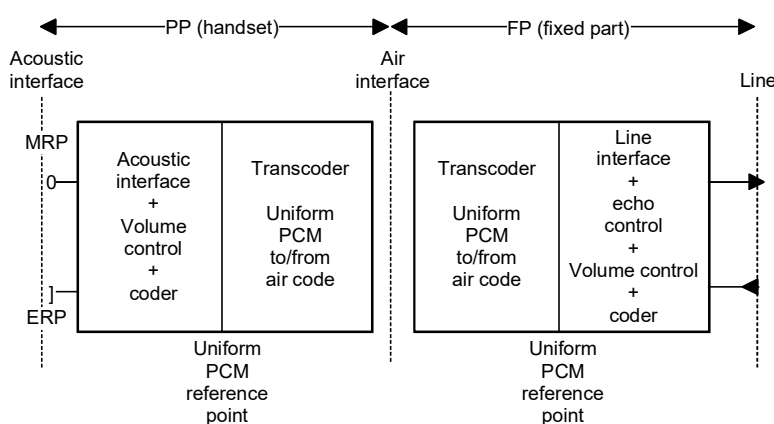 PP (handset)
FP (fixed part)
Acoustic
interface
Air
interface
Line
MRP
0
]
ERP
Acoustic
interface
+
Volume
control
+
coder
Transcoder
Uniform
PCM
to/from
air code
Transcoder
Uniform
PCM
to/from
air code
Line
interface
+
echo
control
+
Volume control
+
coder
Uniform
PCM
reference
point
Uniform
PCM
reference
point